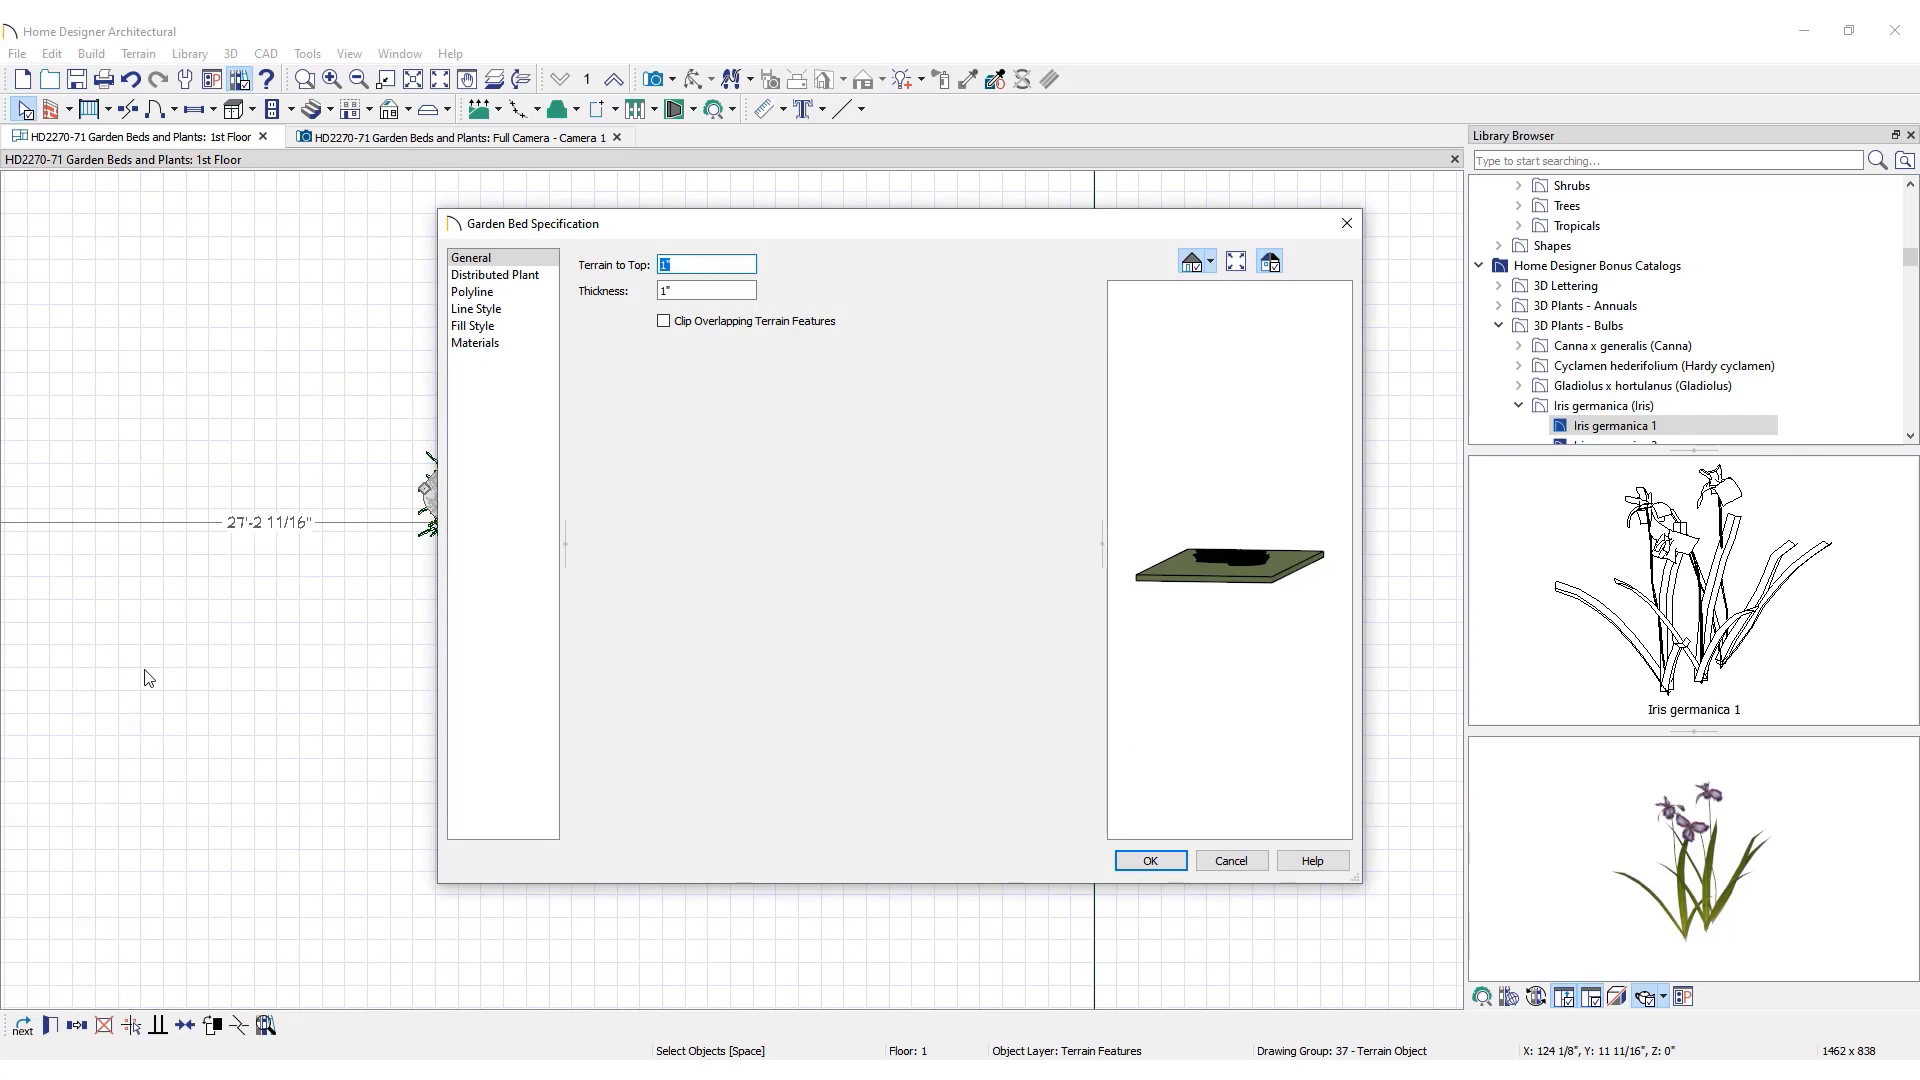 Home Designer Architectural
File Edit Build Terrain Library 3D CAD Tools View Window Help
1
HD2270-71 Garden Beds and Plants: 1st Floor
HD2270-71 Garden Beds and Plants: Full Camera - Camera 1
HD2270-71 Garden Beds and Plants: 1st Floor
27'-2 11/16"
Garden Bed Specification
General
Distributed Plant
Polyline
Line Style
Fill Style
Materials
Terrain to Top: 1"
Thickness: 1"
Clip Overlapping Terrain Features
OK Cancel Help
Library Browser
Type to start searching...
Shrubs
Trees
Tropicals
Shapes
Home Designer Bonus Catalogs
3D Lettering
3D Plants - Annuals
3D Plants - Bulbs
Canna x generalis (Canna)
Cyclamen hederifolium (Hardy cyclamen)
Gladiolus x hortulanus (Gladiolus)
Iris germanica (Iris)
Iris germanica 1
Iris germanica 1
next
Select Objects [Space] Floor: 1 Object Layer: Terrain Features Drawing Group: 37 - Terrain Object X: 124 1/8", Y: 11 11/16", Z: 0" 1462 x 838